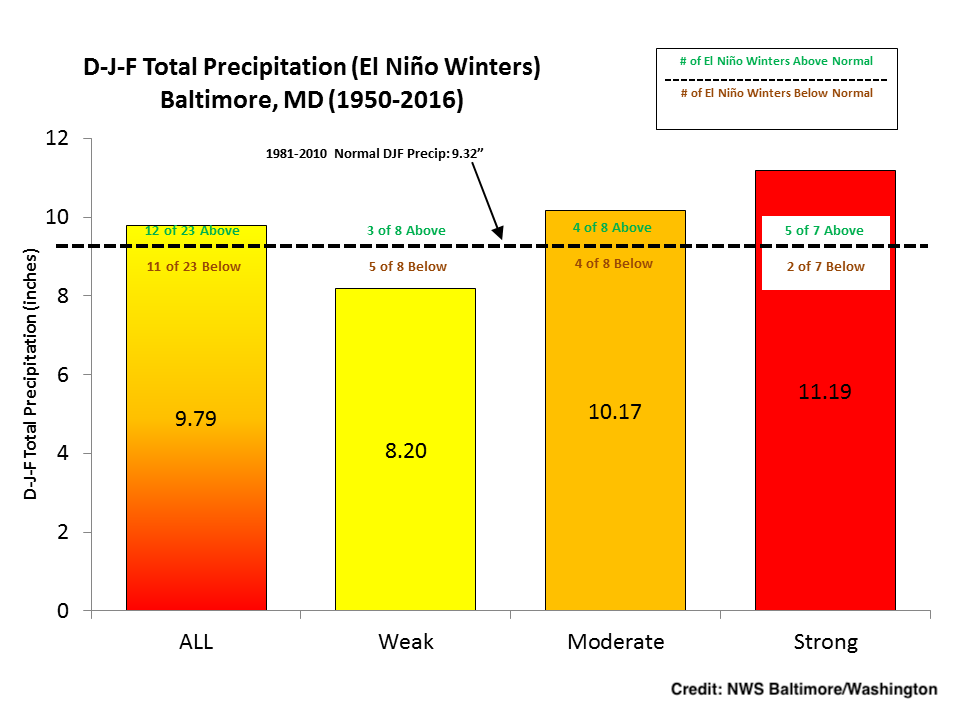 D-J-F Total Precipitation (El Niño Winters)
Baltimore, MD (1950-2016)
# of El Niño Winters Above Normal
# of El Niño Winters Below Normal
1981-2010 Normal DJF Precip: 9.32”
D-J-F Total Precipitation (inches)
12
10
8
6
4
2
0
12 of 23 Above
11 of 23 Below
9.79
3 of 8 Above
5 of 8 Below
8.20
4 of 8 Above
4 of 8 Below
10.17
5 of 7 Above
2 of 7 Below
11.19
ALL
Weak
Moderate
Strong
Credit: NWS Baltimore/Washington